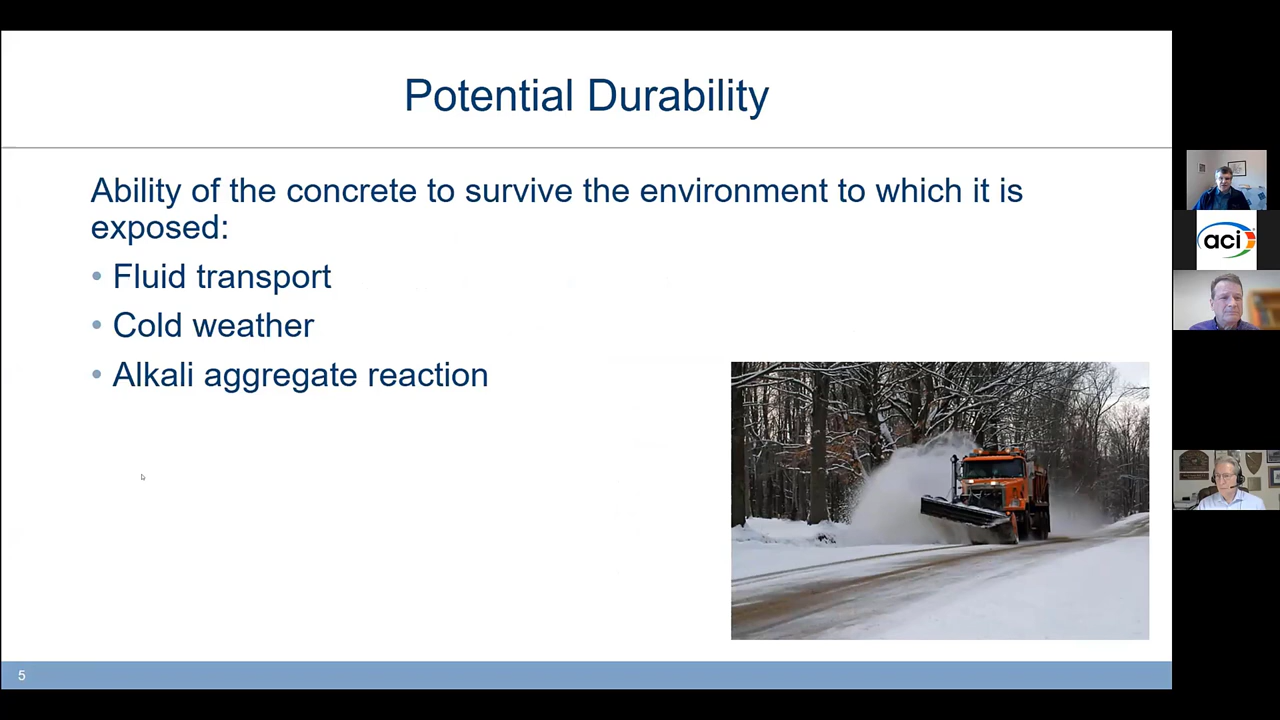 Potential Durability
Ability of the concrete to survive the environment to which it is
exposed:
• Fluid transport
• Cold weather
• Alkali aggregate reaction
5
aci